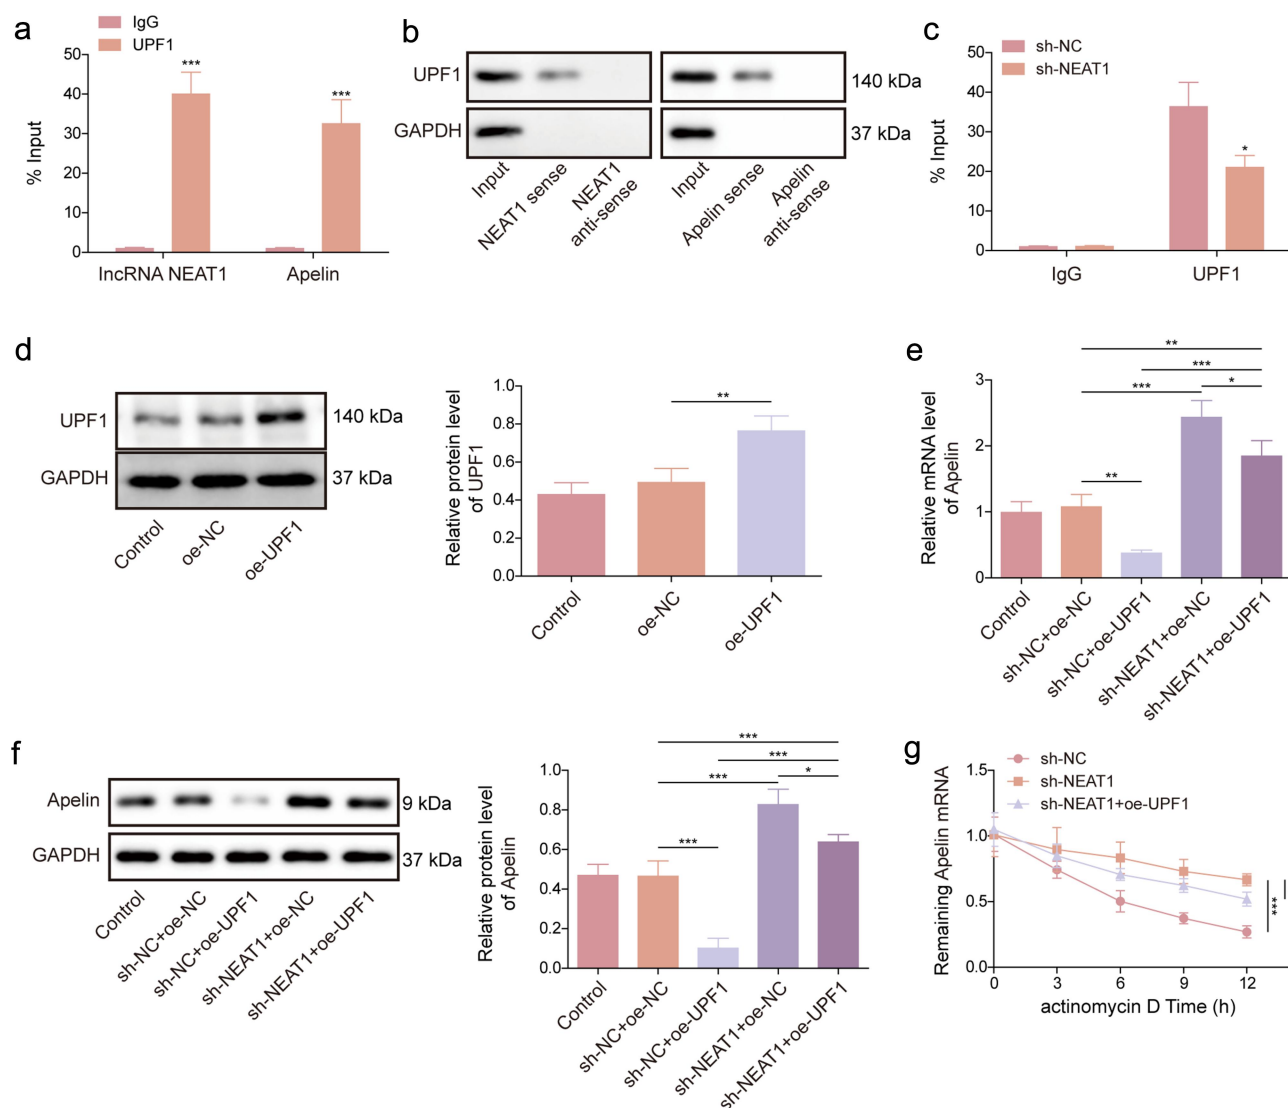 a
IgG
UPF1
% Input
50
40
30
20
10
0
***
***
lncRNA NEAT1
Apelin
b
UPF1
GAPDH
140 kDa
37 kDa
Input
NEAT1 sense
NEAT1
anti-sense
Input
Apelin sense
Apelin
anti-sense
c
sh-NC
sh-NEAT1
% Input
50
40
30
20
10
0
*
IgG
UPF1
d
UPF1
140 kDa
GAPDH
37 kDa
Control
oe-NC
oe-UPF1
Relative protein level
of UPF1
1.0
0.8
0.6
0.4
0.2
0.0
**
Control
oe-NC
oe-UPF1
e
Relative mRNA level
of Apelin
3
2
1
0
**
***
***
*
**
Control
sh-NC+oe-NC
sh-NC+oe-UPF1
sh-NEAT1+oe-NC
sh-NEAT1+oe-UPF1
f
Apelin
9 kDa
GAPDH
37 kDa
Control
sh-NC+oe-NC
sh-NC+oe-UPF1
sh-NEAT1+oe-NC
sh-NEAT1+oe-UPF1
Relative protein level
of Apelin
1.0
0.8
0.6
0.4
0.2
0.0
***
***
***
*
***
Control
sh-NC+oe-NC
sh-NC+oe-UPF1
sh-NEAT1+oe-NC
sh-NEAT1+oe-UPF1
g
sh-NC
sh-NEAT1
sh-NEAT1+oe-UPF1
Remaining Apelin mRNA
1.5
1.0
0.5
0.0
***
0
3
6
9
12
actinomycin D Time (h)